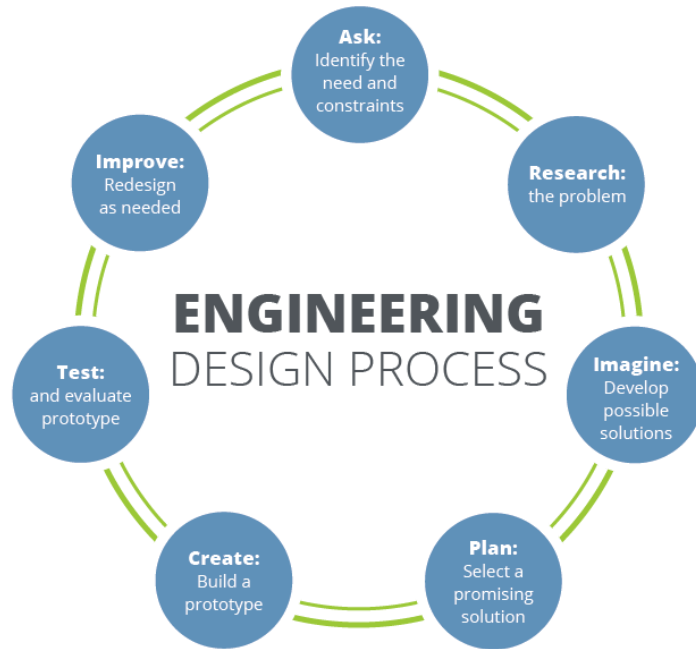 Ask:
Identify the
need and
constraints
Research:
the problem
Imagine:
Develop
possible
solutions
Plan:
Select a
promising
solution
Create:
Build a
prototype
Test:
and evaluate
prototype
Improve:
Redesign
as needed
ENGINEERING
DESIGN PROCESS